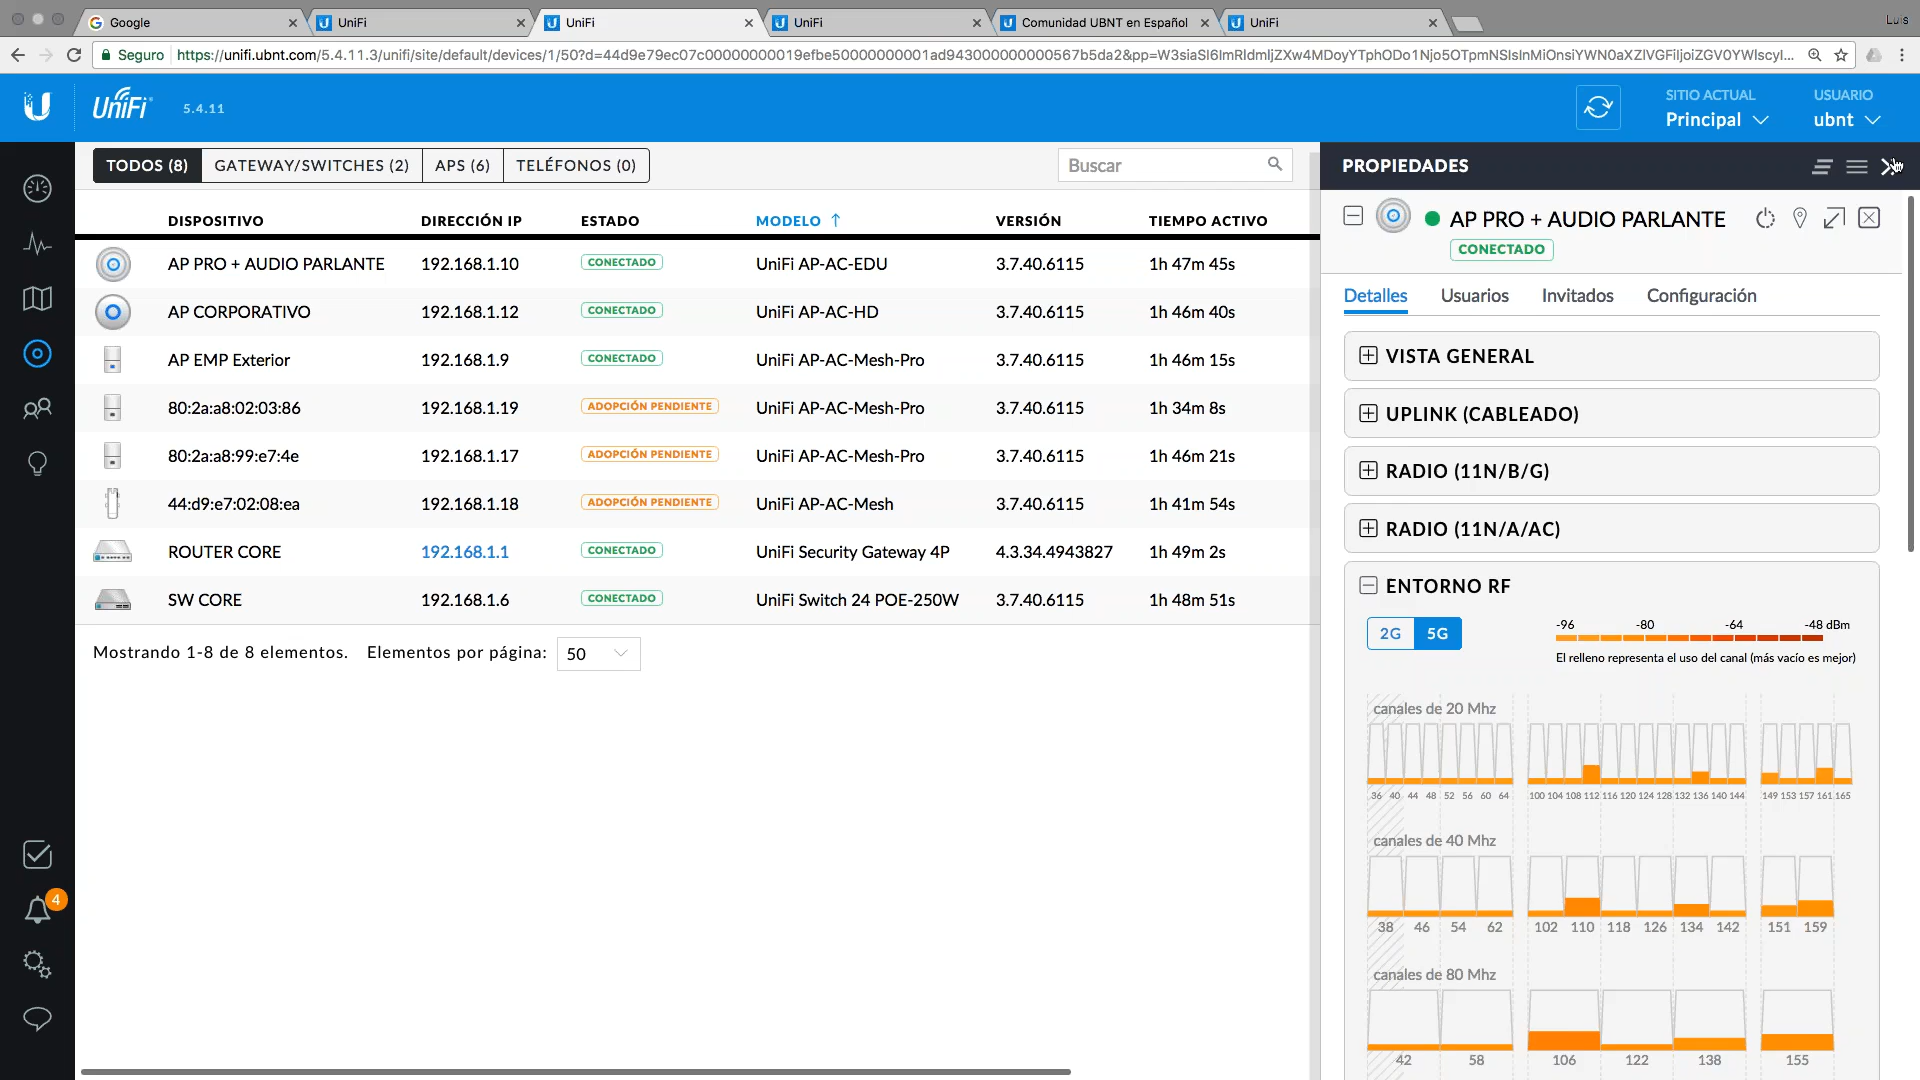 Google
UniFi
UniFi
UniFi
Comunidad UBNT en Español
UniFi
Luis
Seguro
https://unifi.ubnt.com/5.4.11.3/unifi/site/default/devices/1/50?d=44d9e79ec07c00000000019efbe50000000001ad943000000000567b5da2&pp=W3siaSI6ImRldmljZXw4MDoyYTphODo1Njo5OTpmNSIsInMiOnsiYWN0aXZlVGFiIjoiZGV0YWlscyI...
UniFi
5.4.11
SITIO ACTUAL
Principal
USUARIO
ubnt
TODOS (8)
GATEWAY/SWITCHES (2)
APS (6)
TELÉFONOS (0)
Buscar
DISPOSITIVO DIRECCIÓN IP ESTADO MODELO ↑ VERSIÓN TIEMPO ACTIVO
AP PRO + AUDIO PARLANTE 192.168.1.10 CONECTADO UniFi AP-AC-EDU 3.7.40.6115 1h 47m 45s
AP CORPORATIVO 192.168.1.12 CONECTADO UniFi AP-AC-HD 3.7.40.6115 1h 46m 40s
AP EMP Exterior 192.168.1.9 CONECTADO UniFi AP-AC-Mesh-Pro 3.7.40.6115 1h 46m 15s
80:2a:a8:02:03:86 192.168.1.19 ADOPCIÓN PENDIENTE UniFi AP-AC-Mesh-Pro 3.7.40.6115 1h 34m 8s
80:2a:a8:99:e7:4e 192.168.1.17 ADOPCIÓN PENDIENTE UniFi AP-AC-Mesh-Pro 3.7.40.6115 1h 46m 21s
44:d9:e7:02:08:ea 192.168.1.18 ADOPCIÓN PENDIENTE UniFi AP-AC-Mesh 3.7.40.6115 1h 41m 54s
ROUTER CORE 192.168.1.1 CONECTADO UniFi Security Gateway 4P 4.3.34.4943827 1h 49m 2s
SW CORE 192.168.1.6 CONECTADO UniFi Switch 24 POE-250W 3.7.40.6115 1h 48m 51s
Mostrando 1-8 de 8 elementos. Elementos por página: 50
4
PROPIEDADES
AP PRO + AUDIO PARLANTE
CONECTADO
Detalles Usuarios Invitados Configuración
VISTA GENERAL
UPLINK (CABLEADO)
RADIO (11N/B/G)
RADIO (11N/A/AC)
ENTORNO RF
2G 5G
-96 -80 -64 -48 dBm
El relleno representa el uso del canal (más vacío es mejor)
canales de 20 Mhz
36 40 44 48 52 56 60 64 100 104 108 112 116 120 124 128 132 136 140 144 149 153 157 161 165
canales de 40 Mhz
38 46 54 62 102 110 118 126 134 142 151 159
canales de 80 Mhz
42 58 106 122 138 155